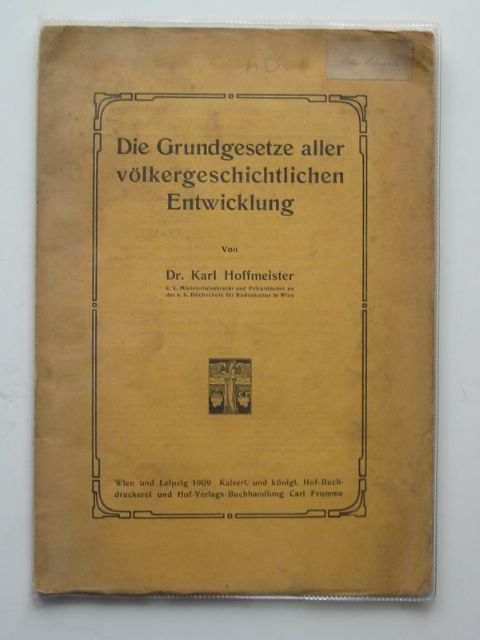 4D
Die Grundgesetze aller
völkergeschichtlichen
Entwicklung
Von
Dr. Karl Hoffmeister
k. k. Ministerialsekretär und Privatdozent an
der k. k. Hochschule für Bodenkultur in Wien
Wien und Leipzig 1909 Kaiserl. und königl. Hof-Buch-
druckerei und Hof-Verlags-Buchhandlung Carl Fromme